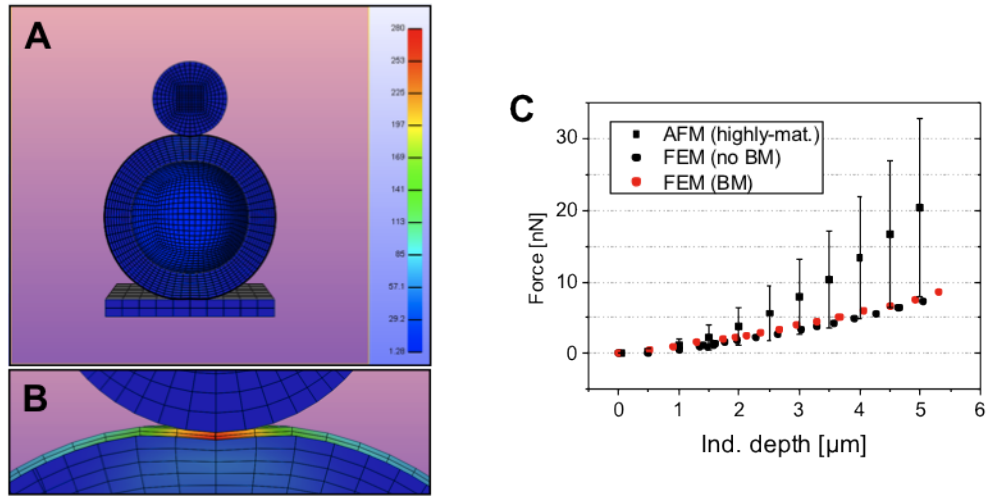 A
280
253
225
197
169
141
113
85
57.1
29.2
1.28
B
C
AFM (highly-mat.)
FEM (no BM)
FEM (BM)
Force [nN]
30
20
10
0
0 1 2 3 4 5 6
Ind. depth [µm]